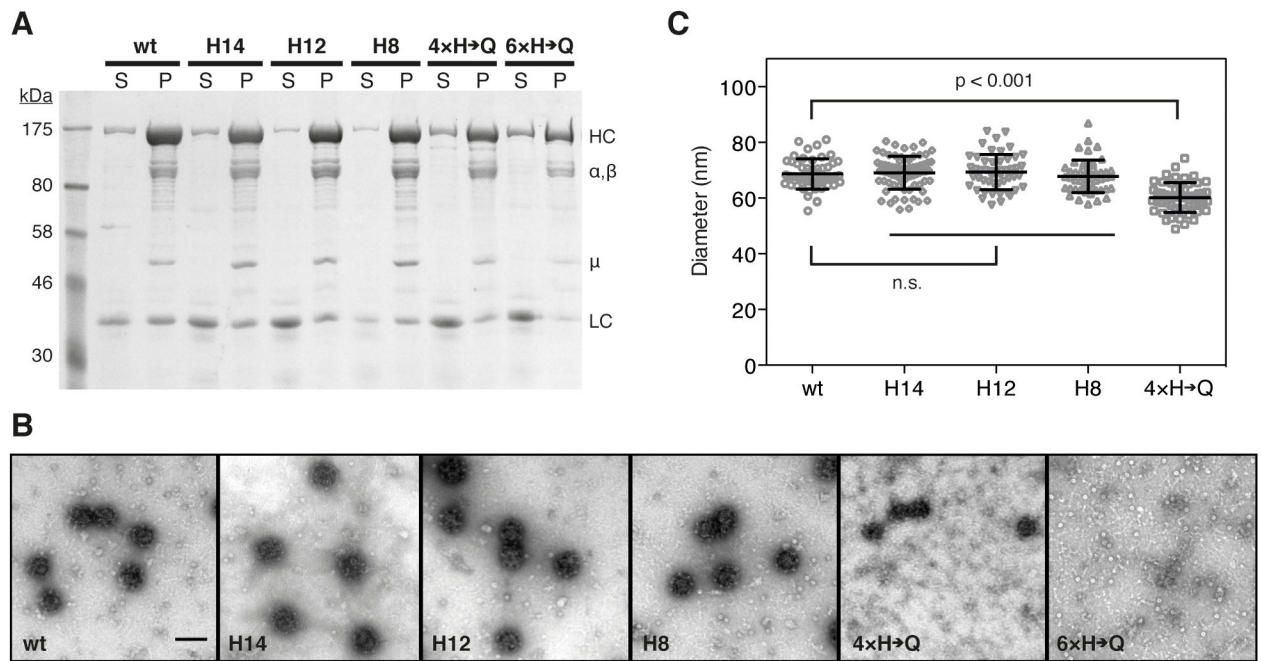 A
wt H14 H12 H8 4×H→Q 6×H→Q
S P S P S P S P S P S P
kDa
175
80
58
46
30
HC
α,β
μ
LC
C
Diameter (nm)
100
80
60
40
20
0
p < 0.001
n.s.
wt H14 H12 H8 4×H→Q
B
wt H14 H12 H8 4×H→Q 6×H→Q